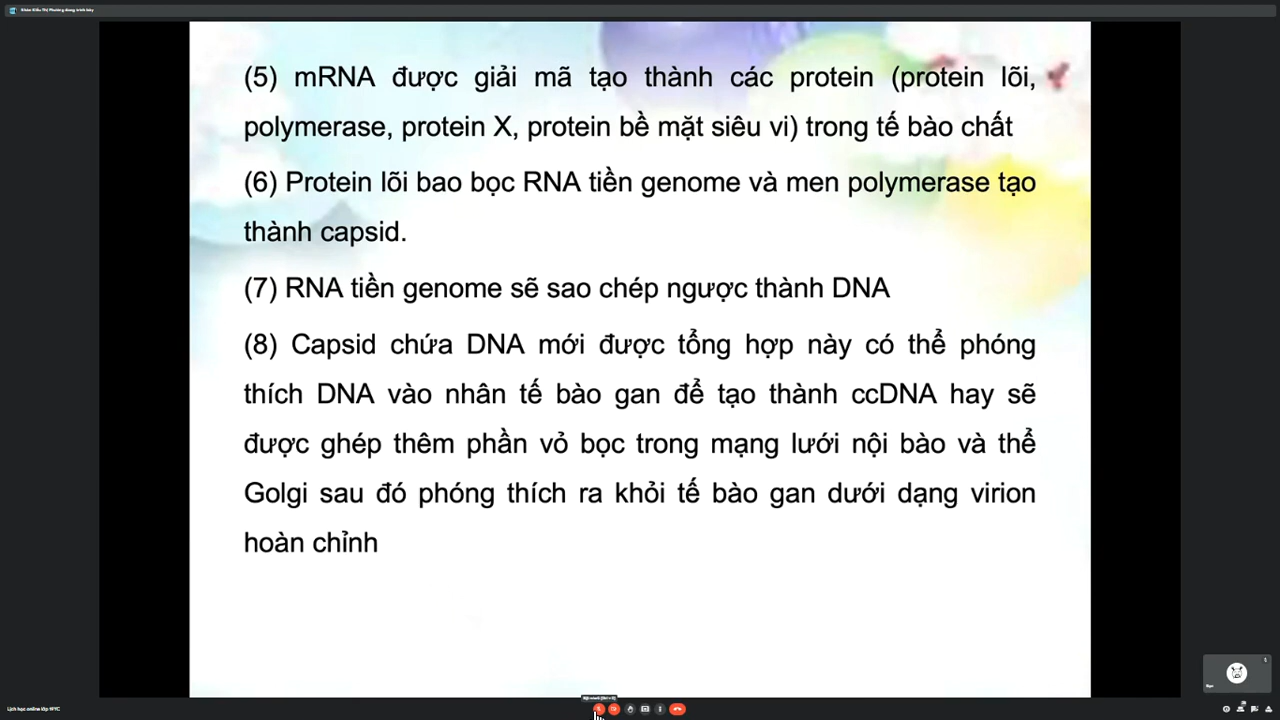 (5) mRNA được giải mã tạo thành các protein (protein lõi,
polymerase, protein X, protein bề mặt siêu vi) trong tế bào chất
(6) Protein lõi bao bọc RNA tiền genome và men polymerase tạo
thành capsid.
(7) RNA tiền genome sẽ sao chép ngược thành DNA
(8) Capsid chứa DNA mới được tổng hợp này có thể phóng
thích DNA vào nhân tế bào gan để tạo thành ccDNA hay sẽ
được ghép thêm phần vỏ bọc trong mạng lưới nội bào và thể
Golgi sau đó phóng thích ra khỏi tế bào gan dưới dạng virion
hoàn chỉnh